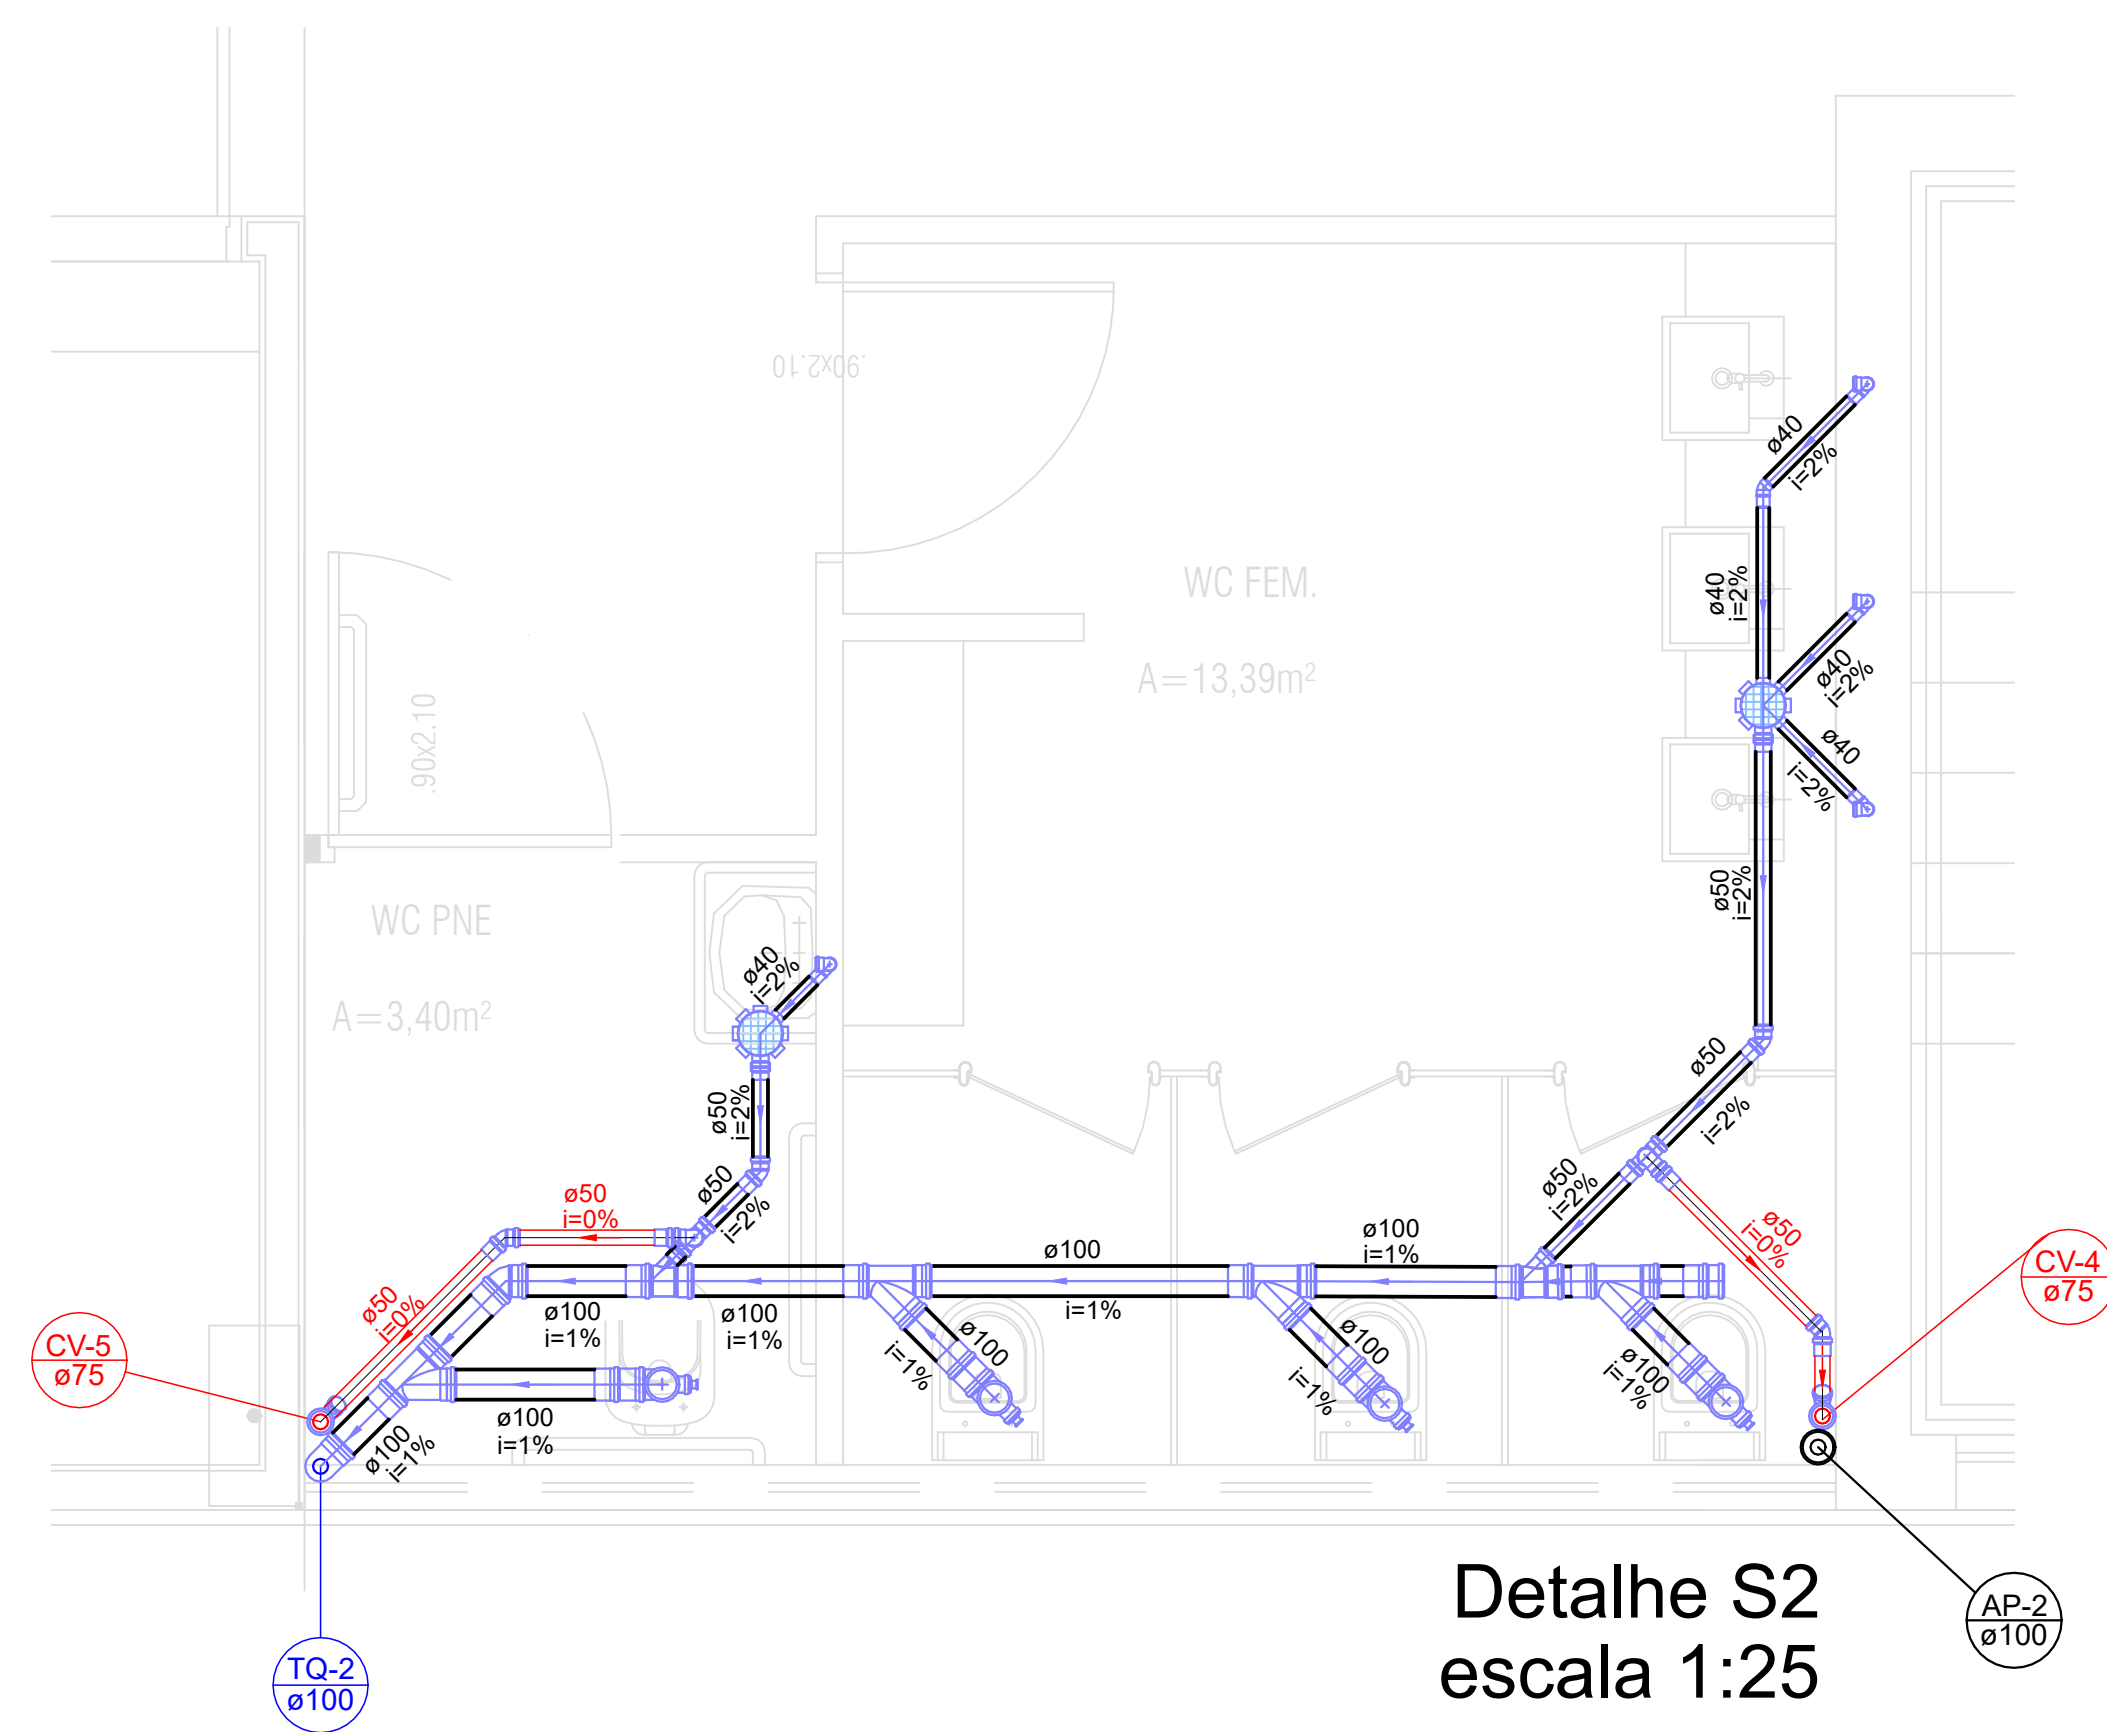 .90x2.10
ø40
i=2%
WC FEM.
ø40
i=2%
A=13,39m²
ø40
i=2%
.90x2.10
ø40
i=2%
WC PNE
ø50
i=2%
A=3,40m²
ø40
i=2%
ø50
i=2%
ø50
i=2%
ø50
i=2%
ø50
i=2%
ø50
i=0%
ø50
i=0%
ø50
i=0%
ø100
i=1%
ø100
i=1%
ø100
i=1%
ø100
i=1%
CV-4
ø75
CV-5
ø75
ø100
i=1%
ø100
i=1%
ø100
i=1%
ø100
i=1%
ø100
i=1%
Detalhe S2
escala 1:25
AP-2
ø100
TQ-2
ø100